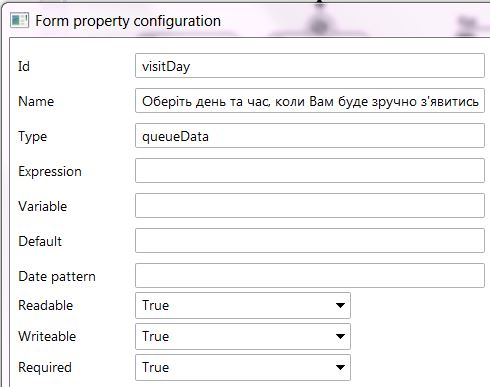 Form property configuration
Id visitDay
Name Оберіть день та час, коли Вам буде зручно з'явитись
Type queueData
Expression
Variable
Default
Date pattern
Readable True
Writeable True
Required True